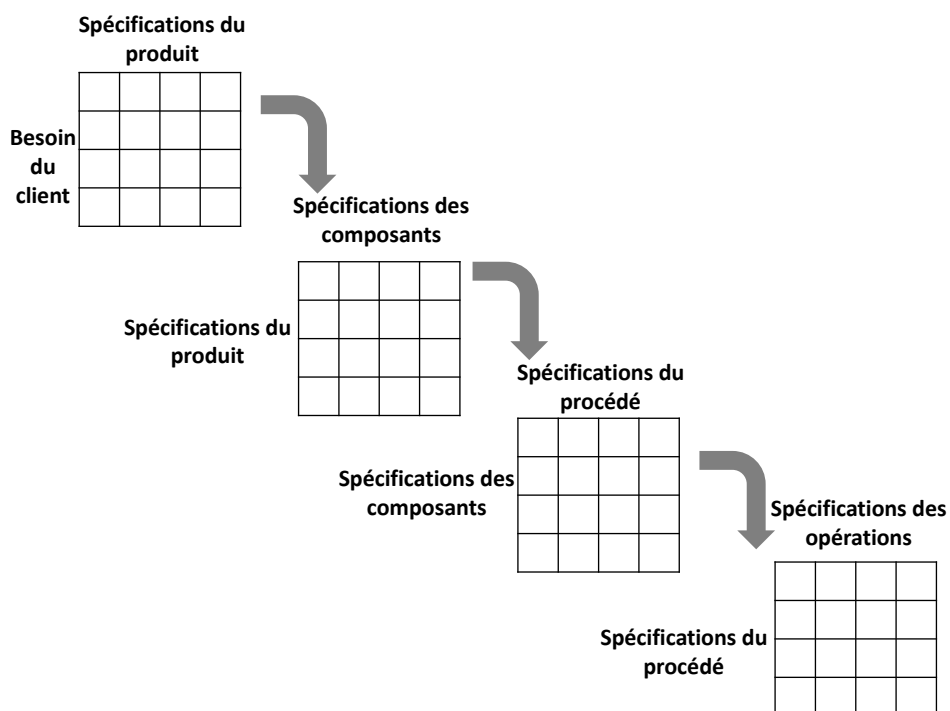 Spécifications du
produit
Besoin
du
client
Spécifications des
composants
Spécifications du
produit
Spécifications du
procédé
Spécifications des
composants
Spécifications des
opérations
Spécifications du
procédé